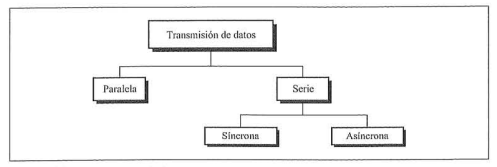 Transmisión de datos
Paralela
Serie
Síncrona
Asíncrona